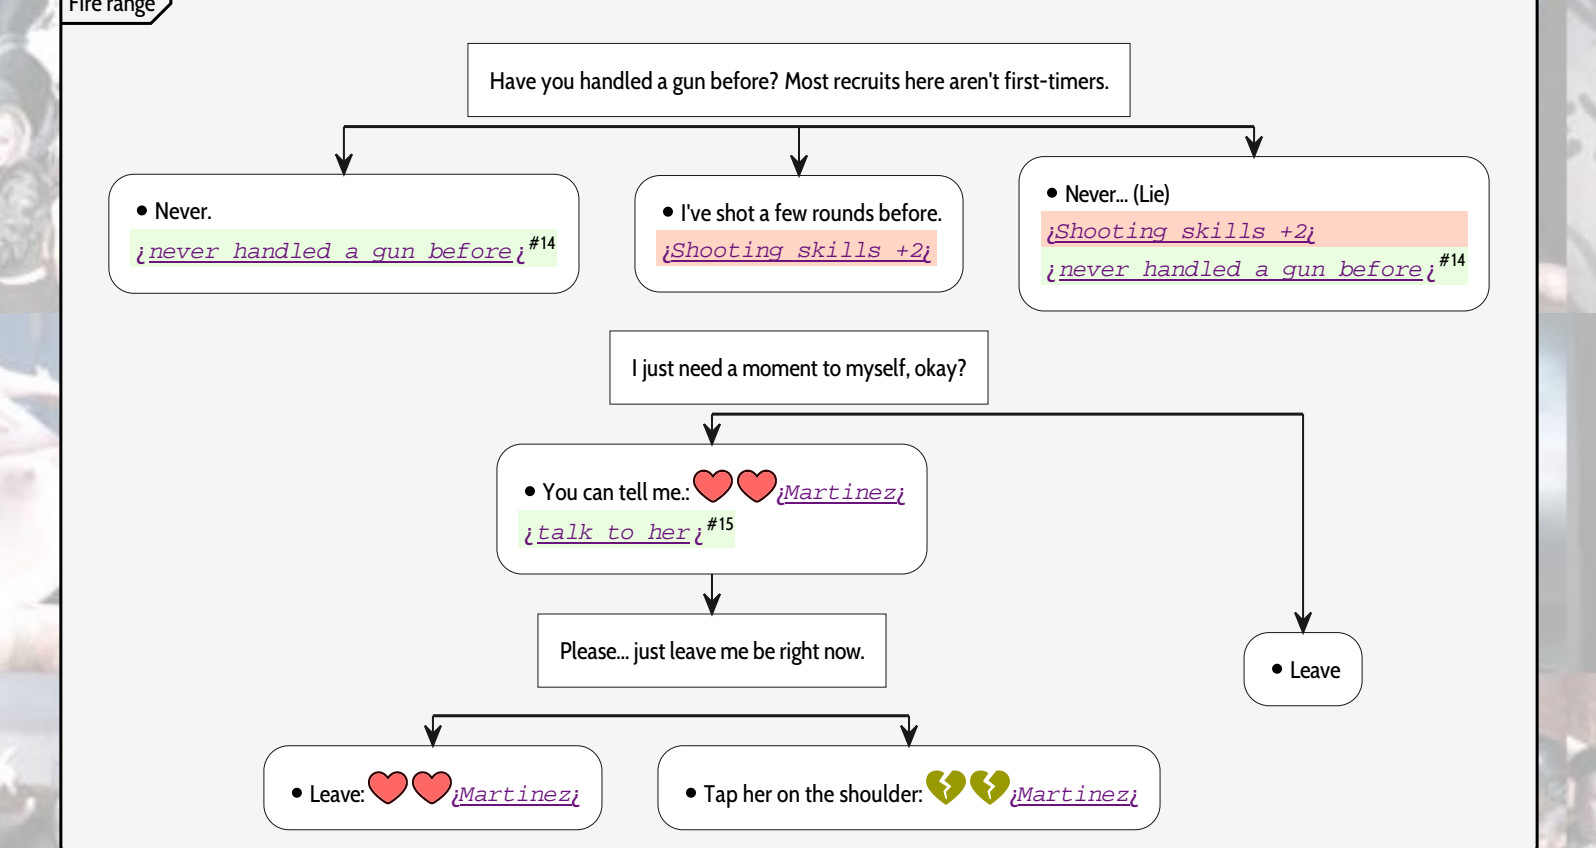 Fire range
Have you handled a gun before? Most recruits here aren't first-timers.
• Never.
¿never handled a gun before¿#14
• I've shot a few rounds before.
¿Shooting skills +2¿
• Never... (Lie)
¿Shooting skills +2¿
¿never handled a gun before¿#14
I just need a moment to myself, okay?
• You can tell me.: ¿Martinez¿
¿talk to her¿#15
Please... just leave me be right now.
• Leave
• Leave: ¿Martinez¿
• Tap her on the shoulder: ¿Martinez¿